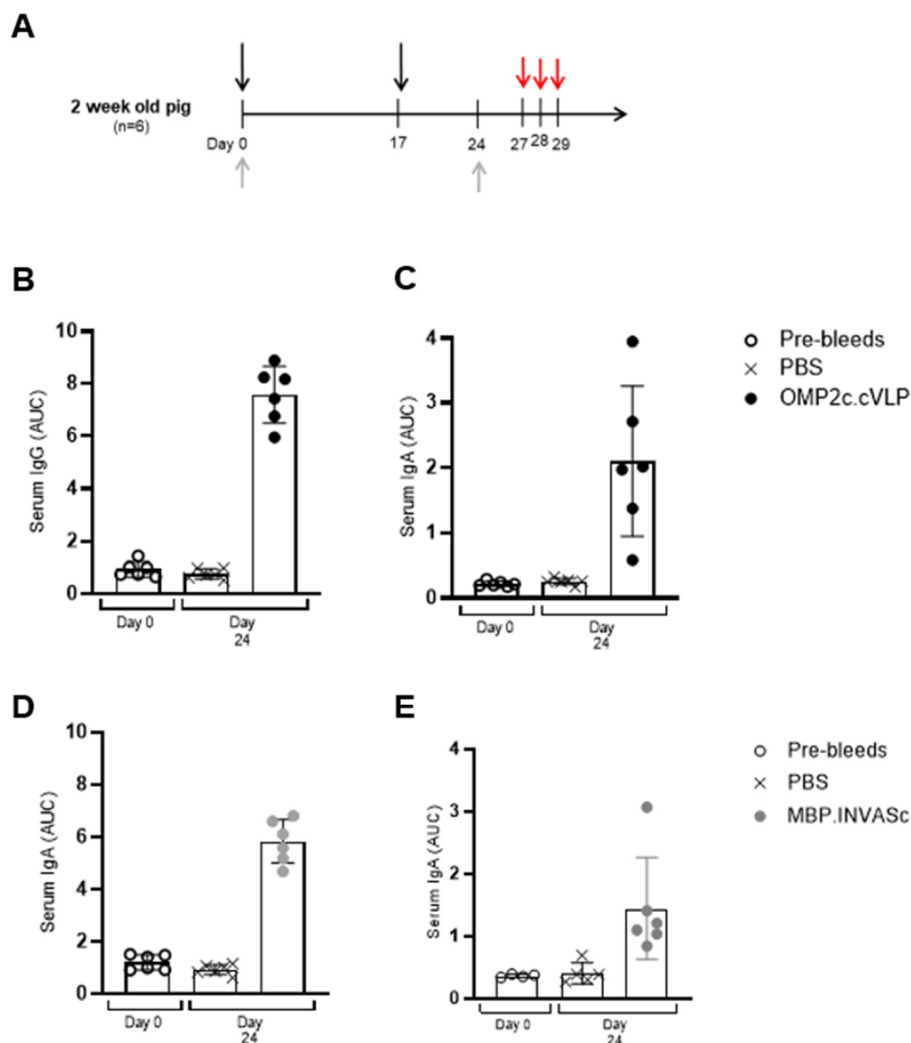 A
2 week old pig
(n=6)
Day 0
17
24
27
28
29
B
Serum IgG (AUC)
10
8
6
4
2
0
Day 0
Day
24
C
Serum IgA (AUC)
4
3
2
1
0
Day 0
Day
24
Pre-bleeds
PBS
OMP2c.cVLP
D
Serum IgA (AUC)
10
8
6
4
2
0
Day 0
Day
24
E
Serum IgA (AUC)
4
3
2
1
0
Day 0
Day
24
Pre-bleeds
PBS
MBP.INVASc